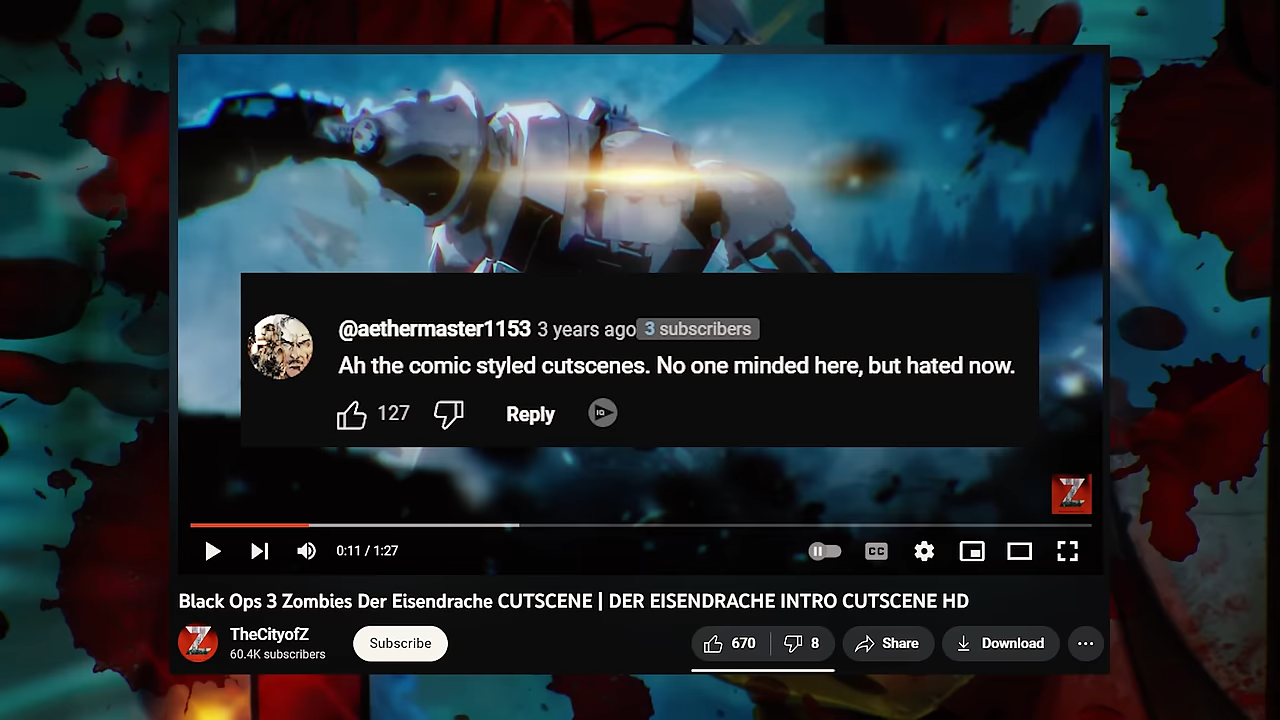 @aethermaster1153 3 years ago 3 subscribers
Ah the comic styled cutscenes. No one minded here, but hated now.
127 Reply
Z
0:11 / 1:27 CC
Black Ops 3 Zombies Der Eisendrache CUTSCENE | DER EISENDRACHE INTRO CUTSCENE HD
Z TheCityofZ
60.4K subscribers
Subscribe
670 8 Share Download